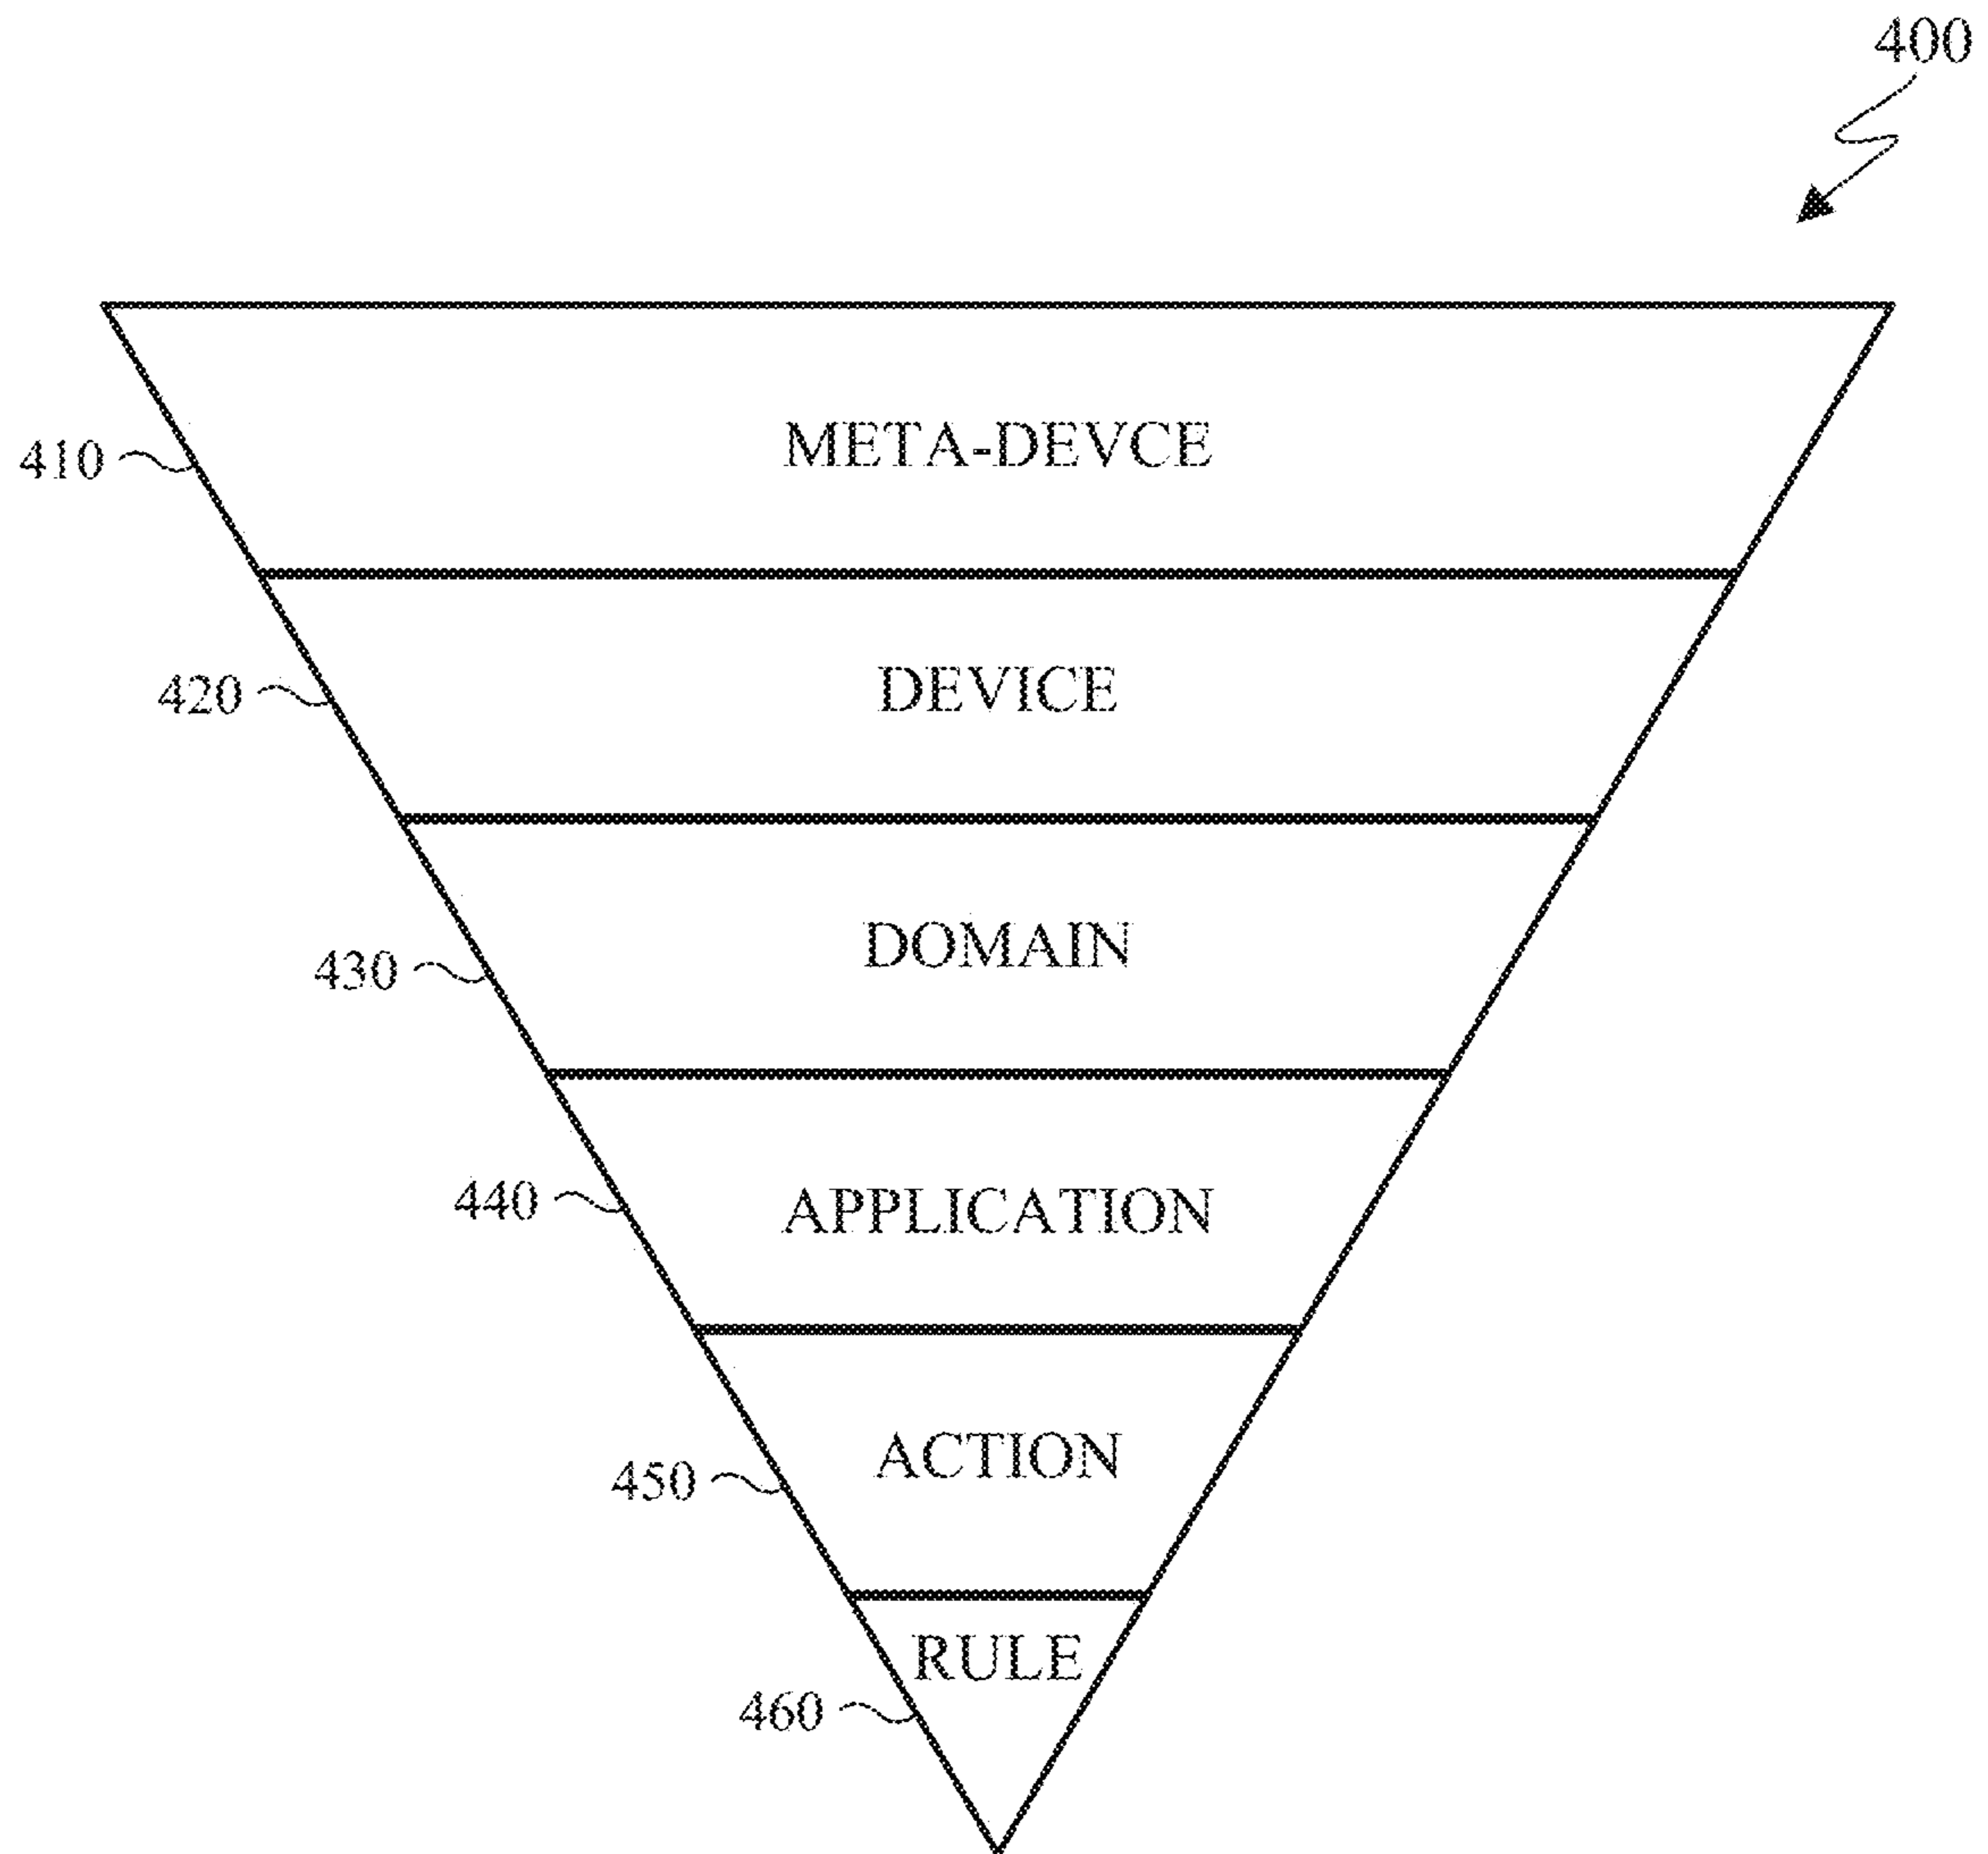 400
META-DEVCE
410
DEVICE
420
DOMAIN
430
APPLICATION
440
ACTION
450
RULE
460